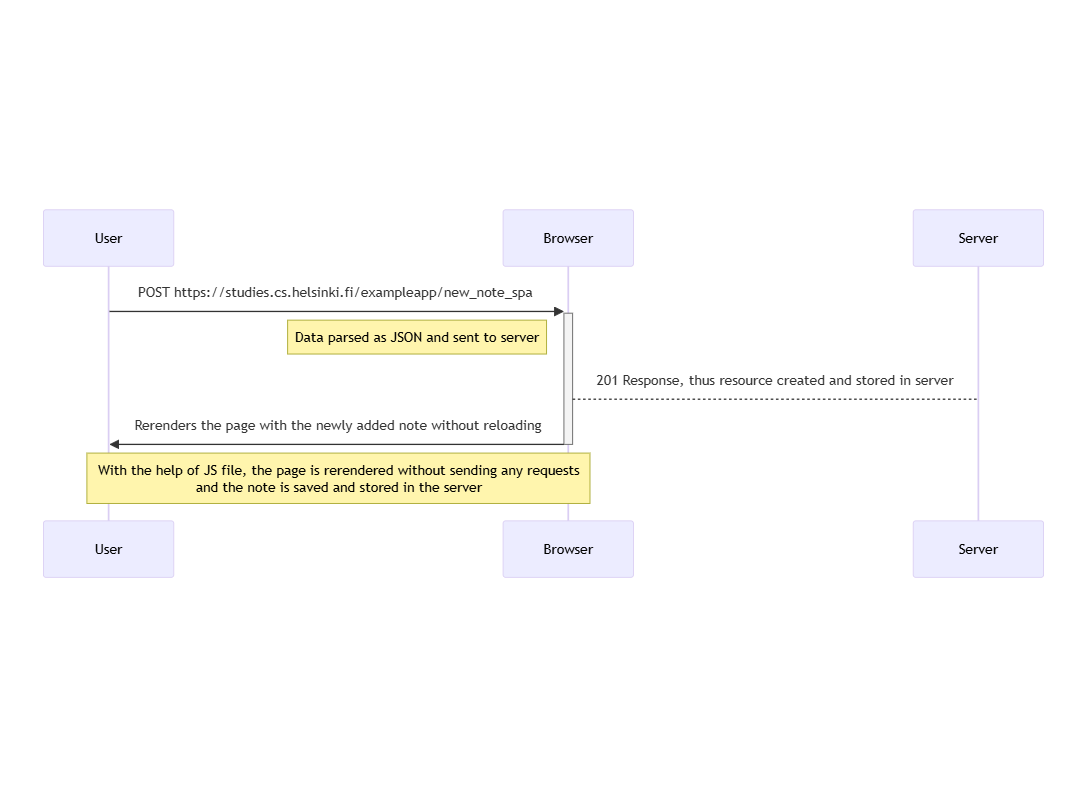 User
Browser
Server
POST https://studies.cs.helsinki.fi/exampleapp/new_note_spa
Data parsed as JSON and sent to server
201 Response, thus resource created and stored in server
Rerenders the page with the newly added note without reloading
With the help of JS file, the page is rerendered without sending any requests
and the note is saved and stored in the server
User
Browser
Server